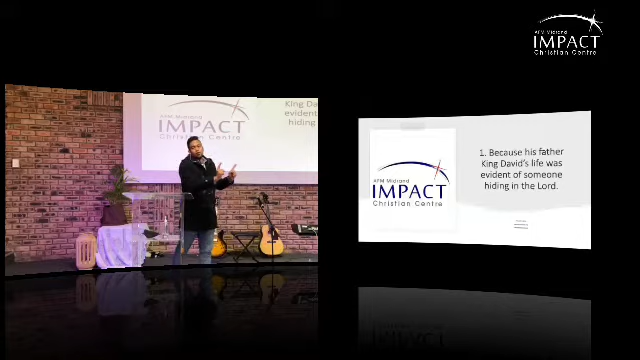 AFM Midrand
IMPACT
Christian Centre
AFM Midrand
IMPACT
Christian Centre
King Da
evident
hiding
AFM Midrand
IMPACT
Christian Centre
1. Because his father
King David's life was
evident of someone
hiding in the Lord.